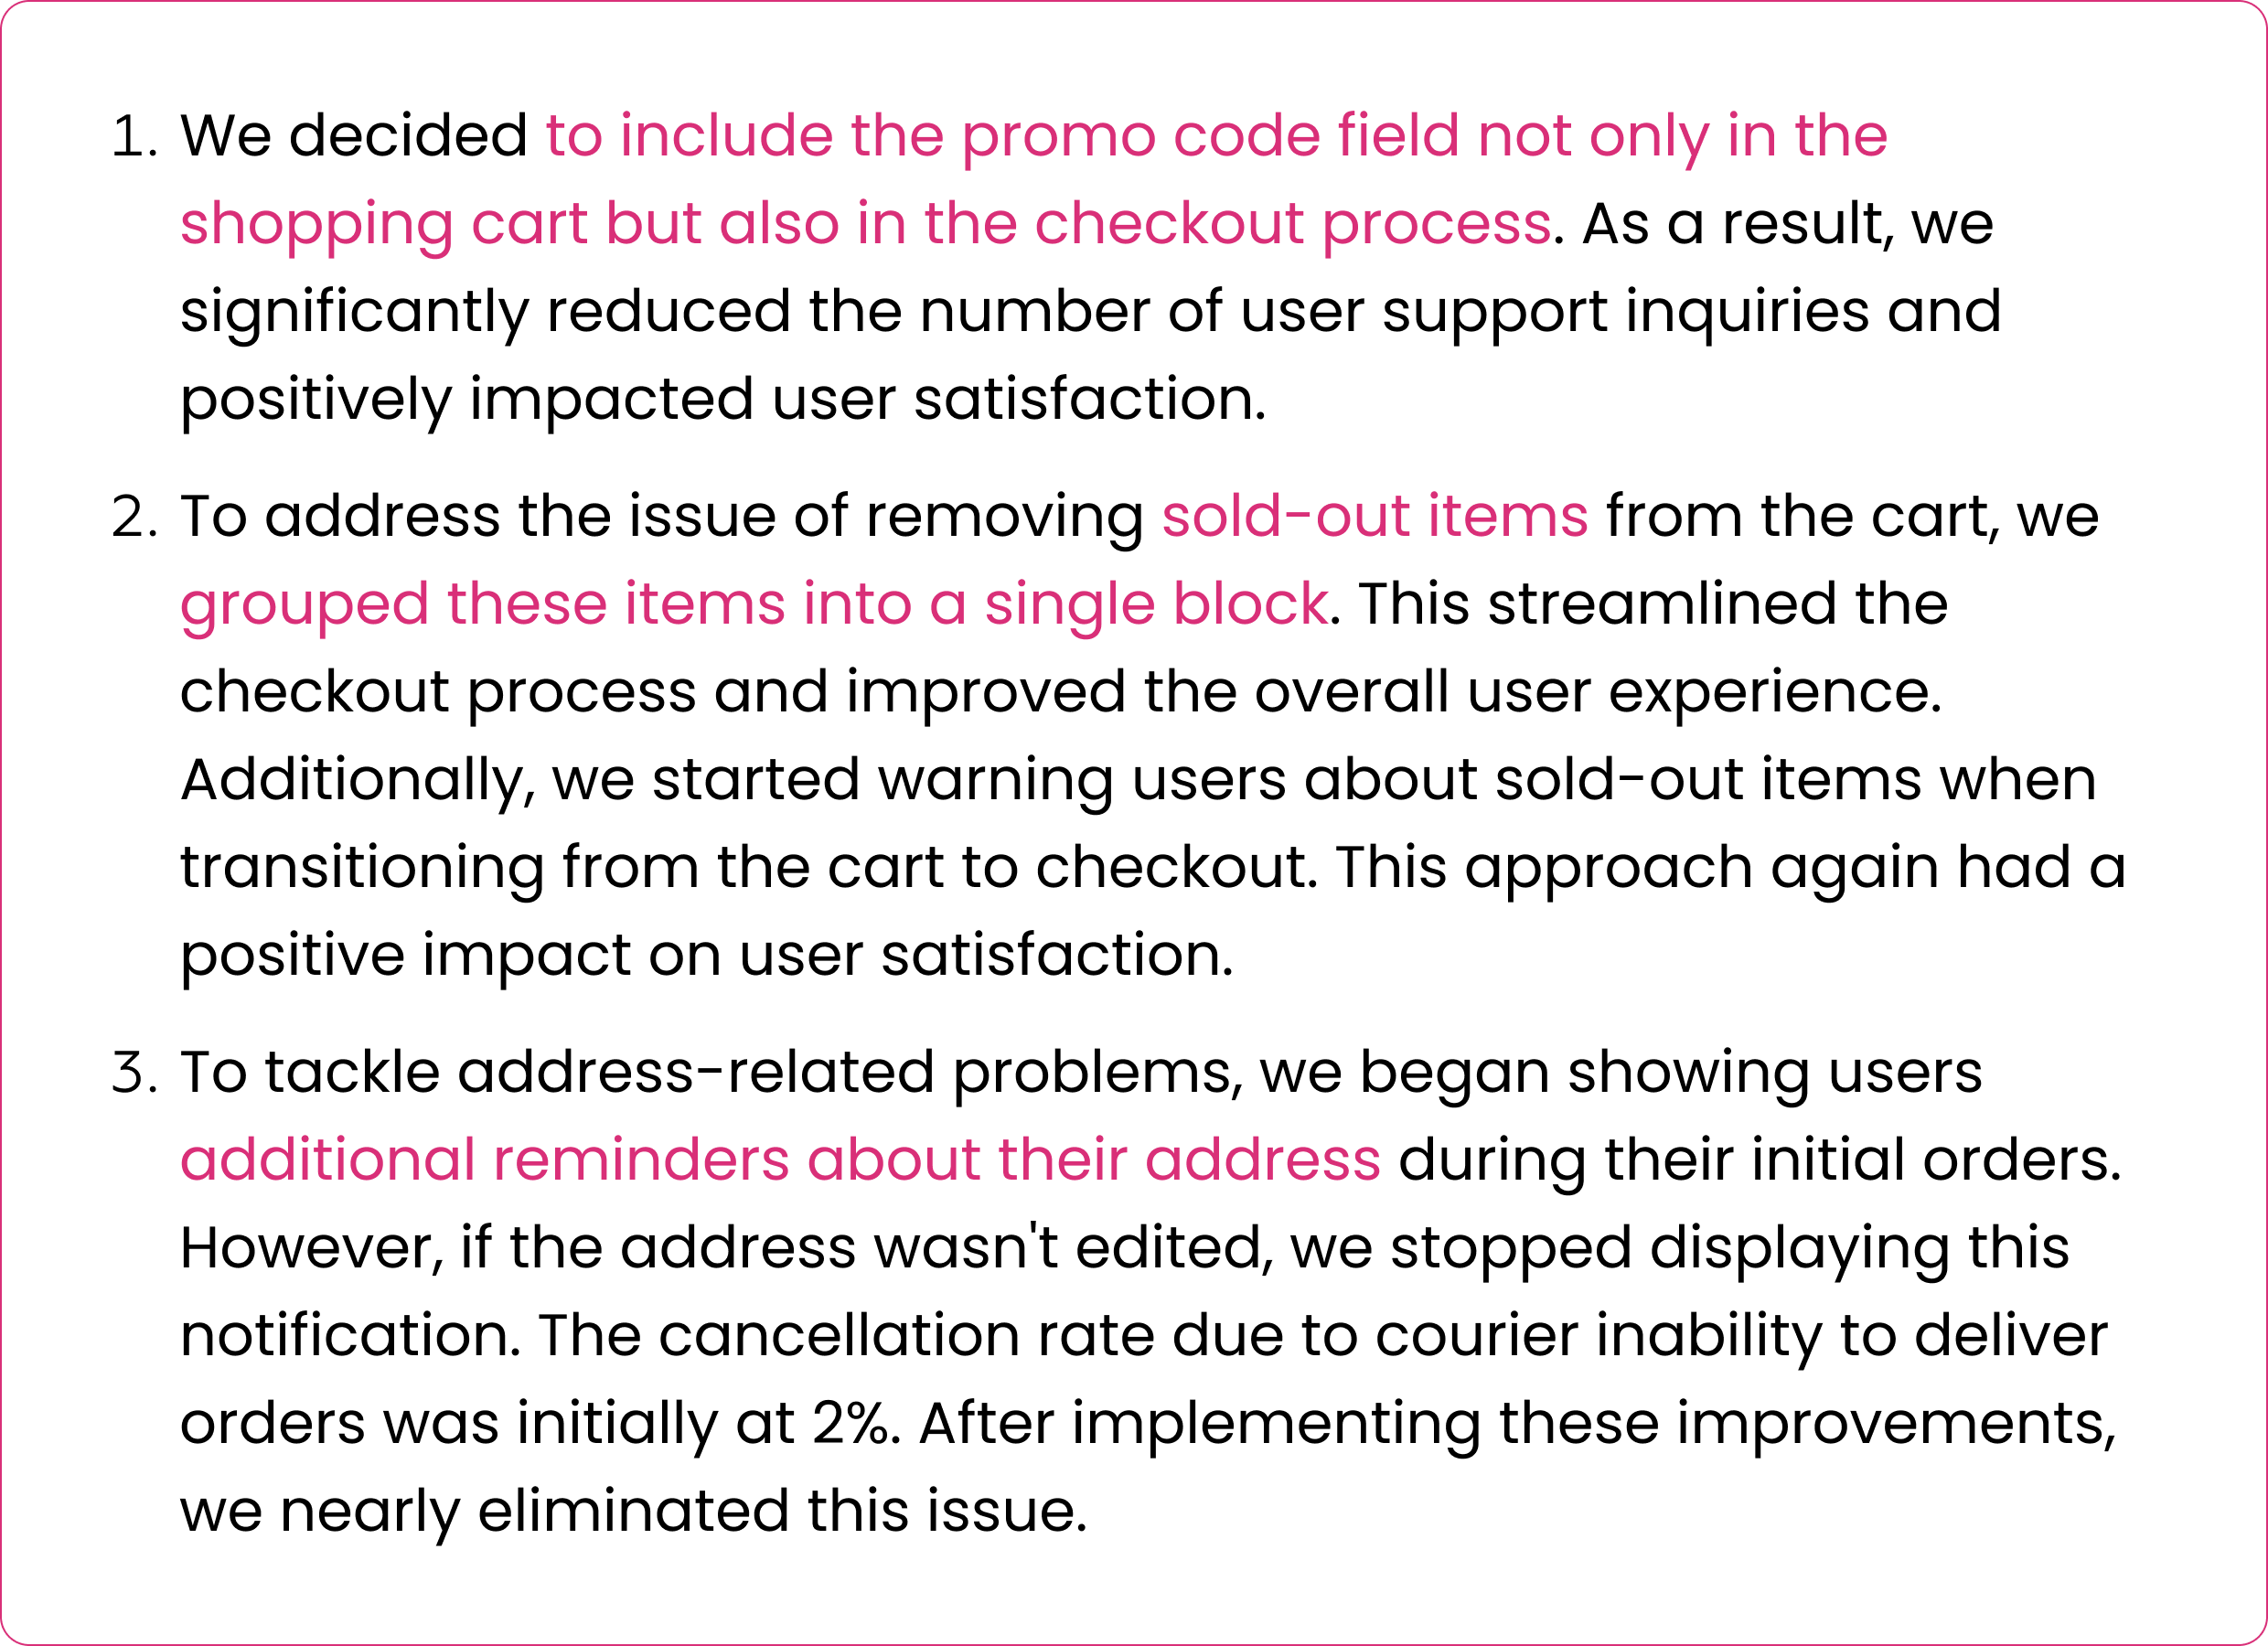 1. We decided to include the promo code field not only in the
shopping cart but also in the checkout process. As a result, we
significantly reduced the number of user support inquiries and
positively impacted user satisfaction.
2. To address the issue of removing sold-out items from the cart, we
grouped these items into a single block. This streamlined the
checkout process and improved the overall user experience.
Additionally, we started warning users about sold-out items when
transitioning from the cart to checkout. This approach again had a
positive impact on user satisfaction.
3. To tackle address-related problems, we began showing users
additional reminders about their address during their initial orders.
However, if the address wasn't edited, we stopped displaying this
notification. The cancellation rate due to courier inability to deliver
orders was initially at 2%. After implementing these improvements,
we nearly eliminated this issue.